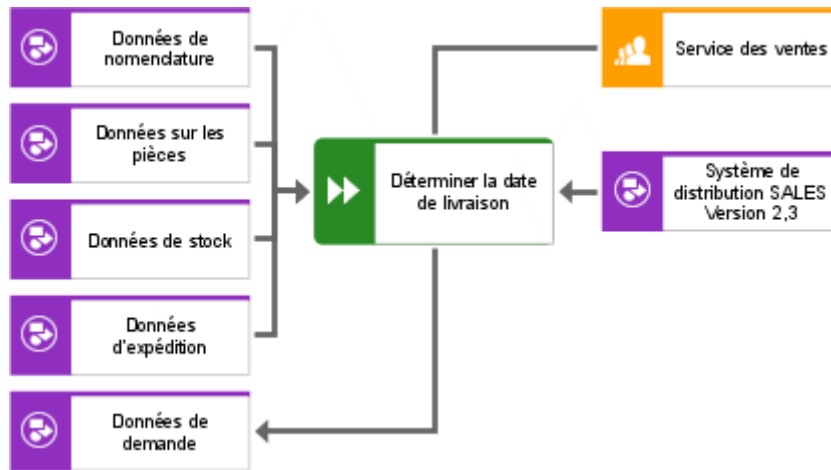 Données de
nomenclature
Service des ventes
Données sur les
pièces
Déterminer la date
de livraison
Système de
distribution SALES
Version 2,3
Données de stock
Données
d'expédition
Données de
demande